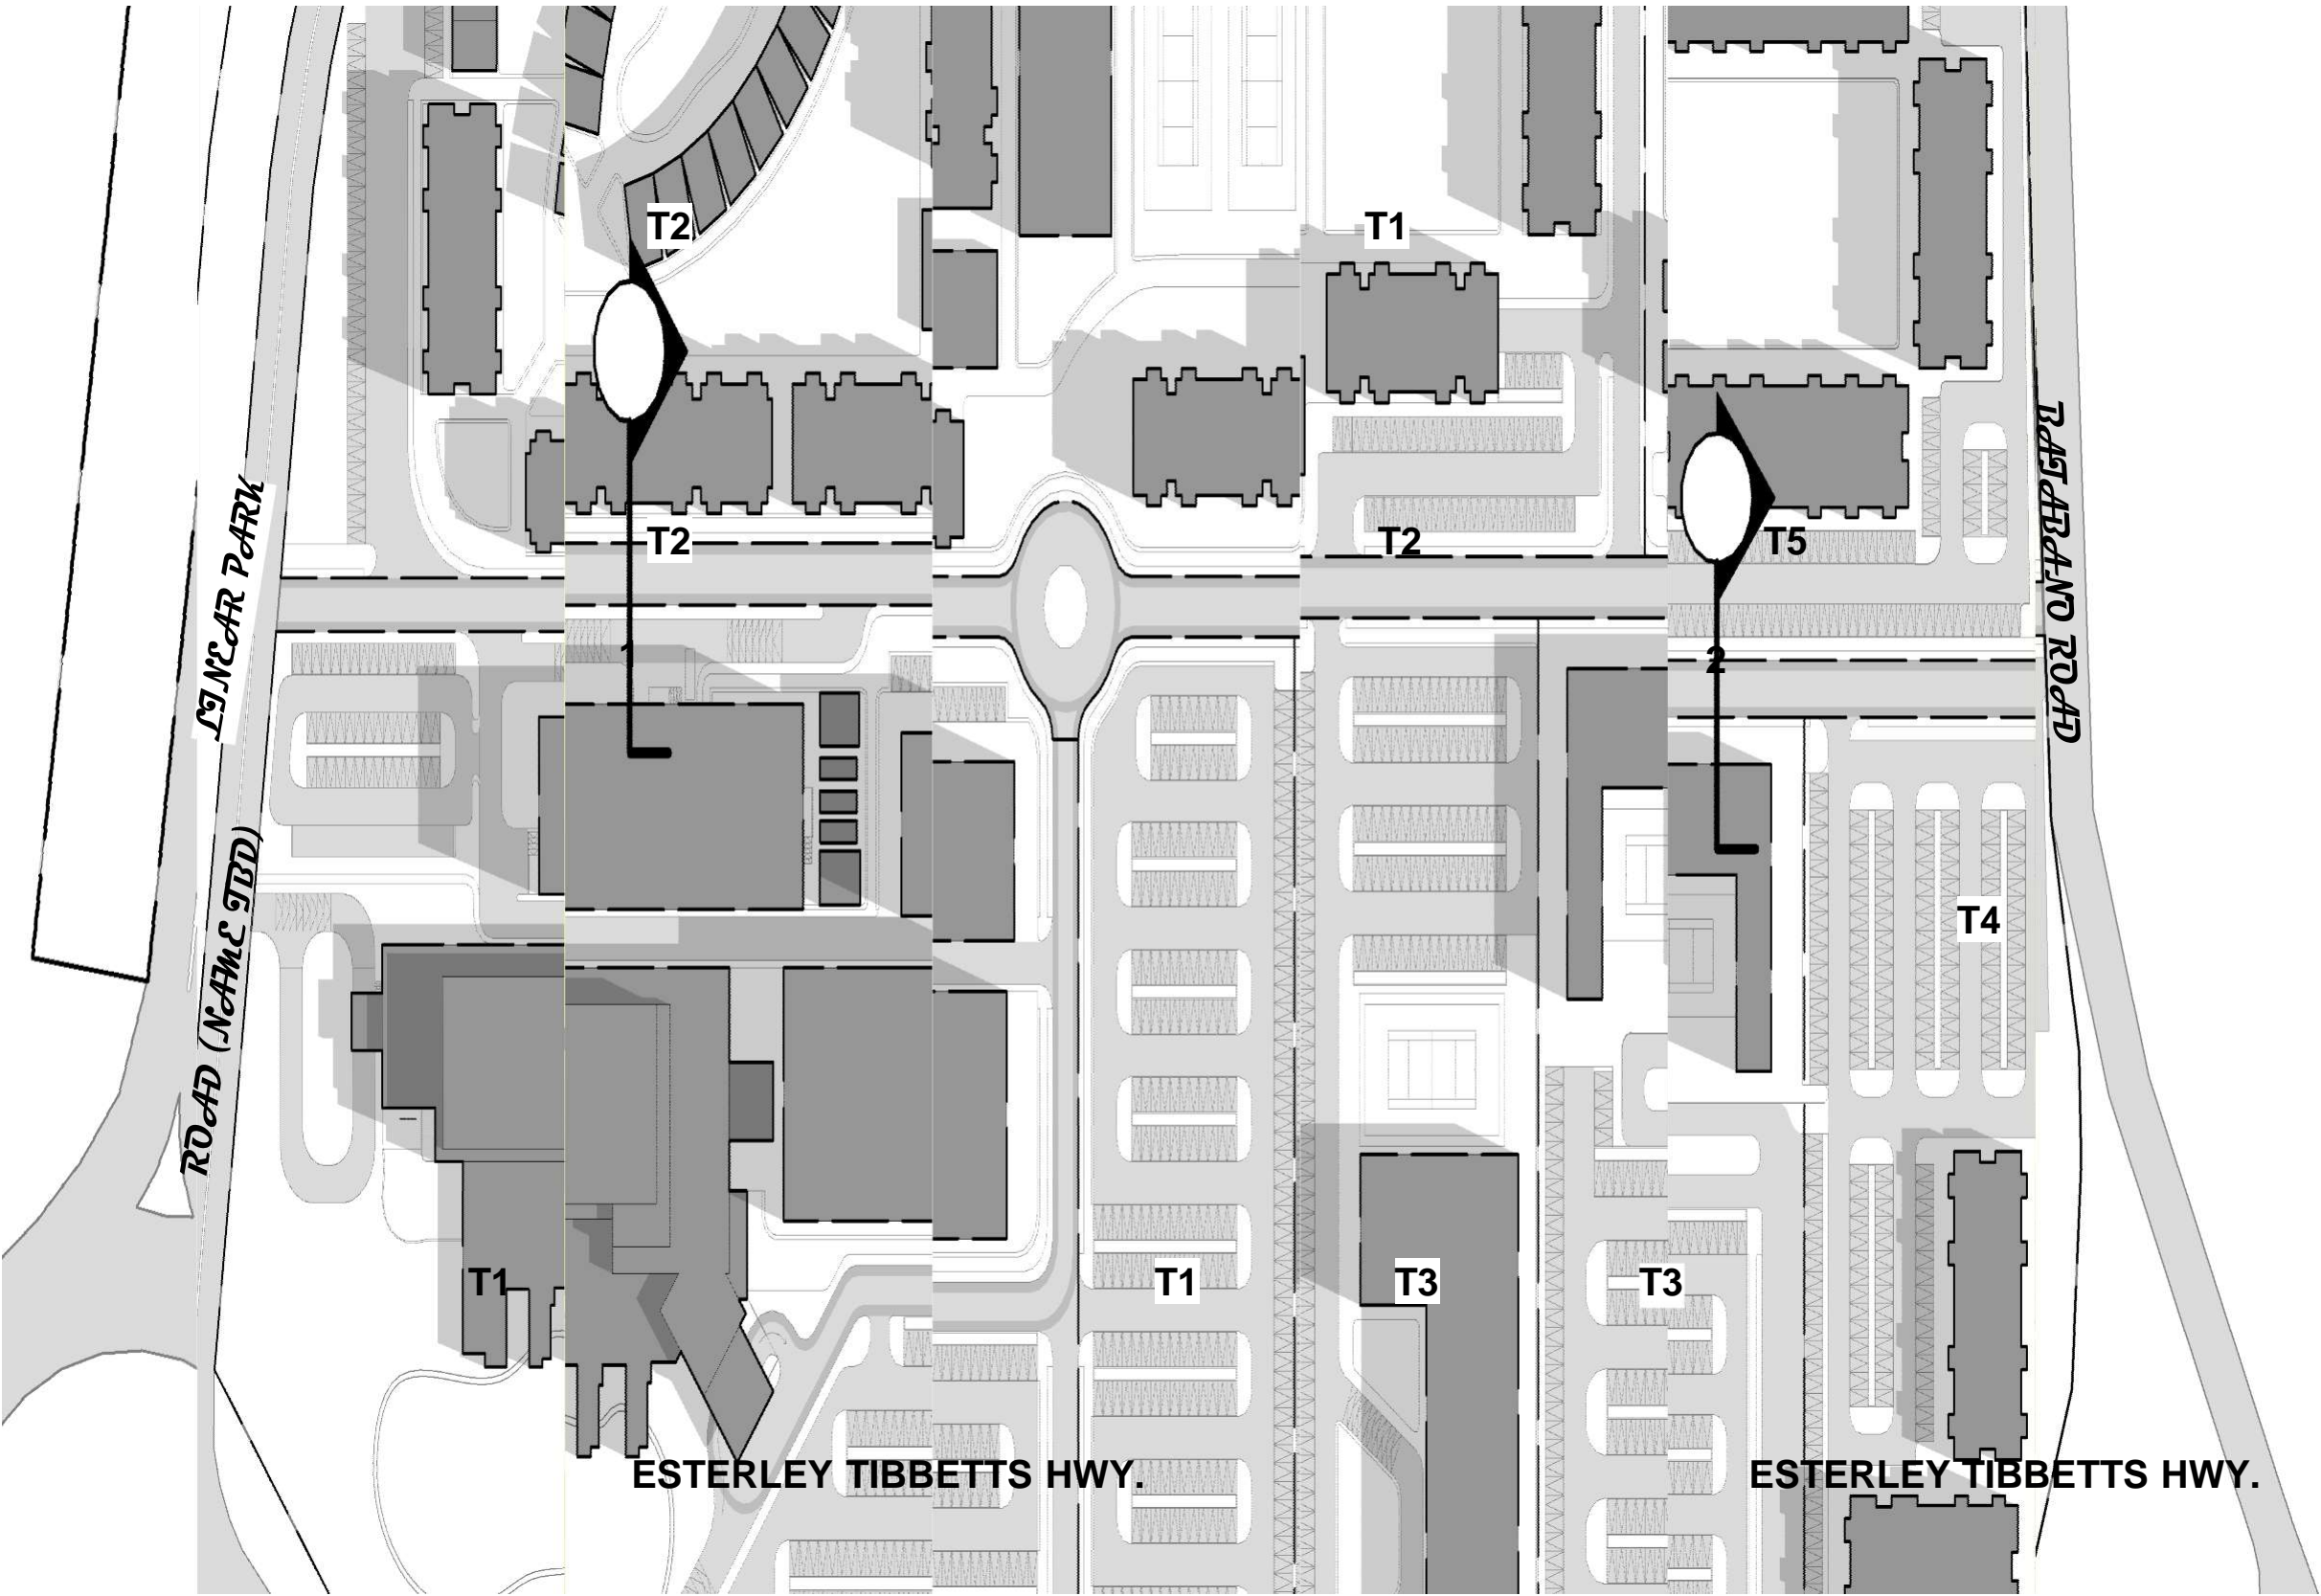 T2
T1
T2
T2
T5
LINEAR PARK
BATABANO ROAD
1
2
T4
ROAD (NAME TBD)
T1
T1
T3
T3
ESTERLEY TIBBETTS HWY.
ESTERLEY TIBBETTS HWY.